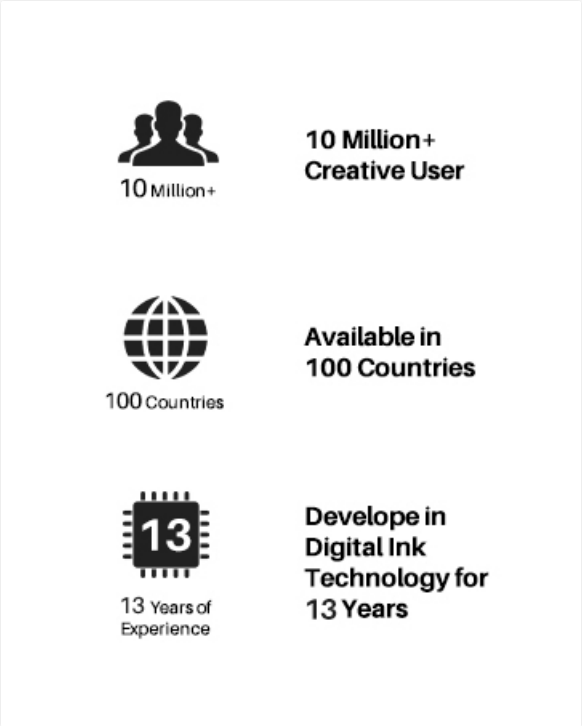 10 Million+
10 Million+
Creative User
100 Countries
Available in
100 Countries
13
13 Years of
Experience
Develope in
Digital Ink
Technology for
13 Years